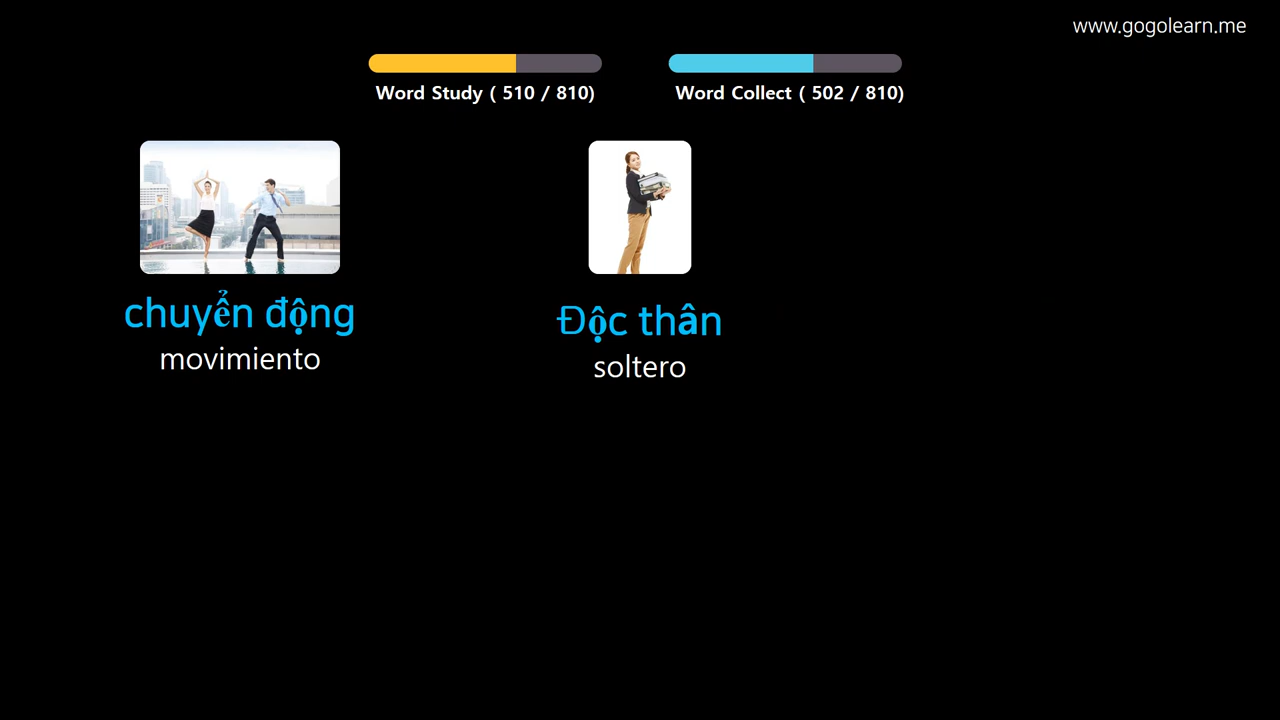 www.gogolearn.me
Word Study ( 510 / 810)
Word Collect ( 502 / 810)
chuyển động
movimiento
Độc thân
soltero